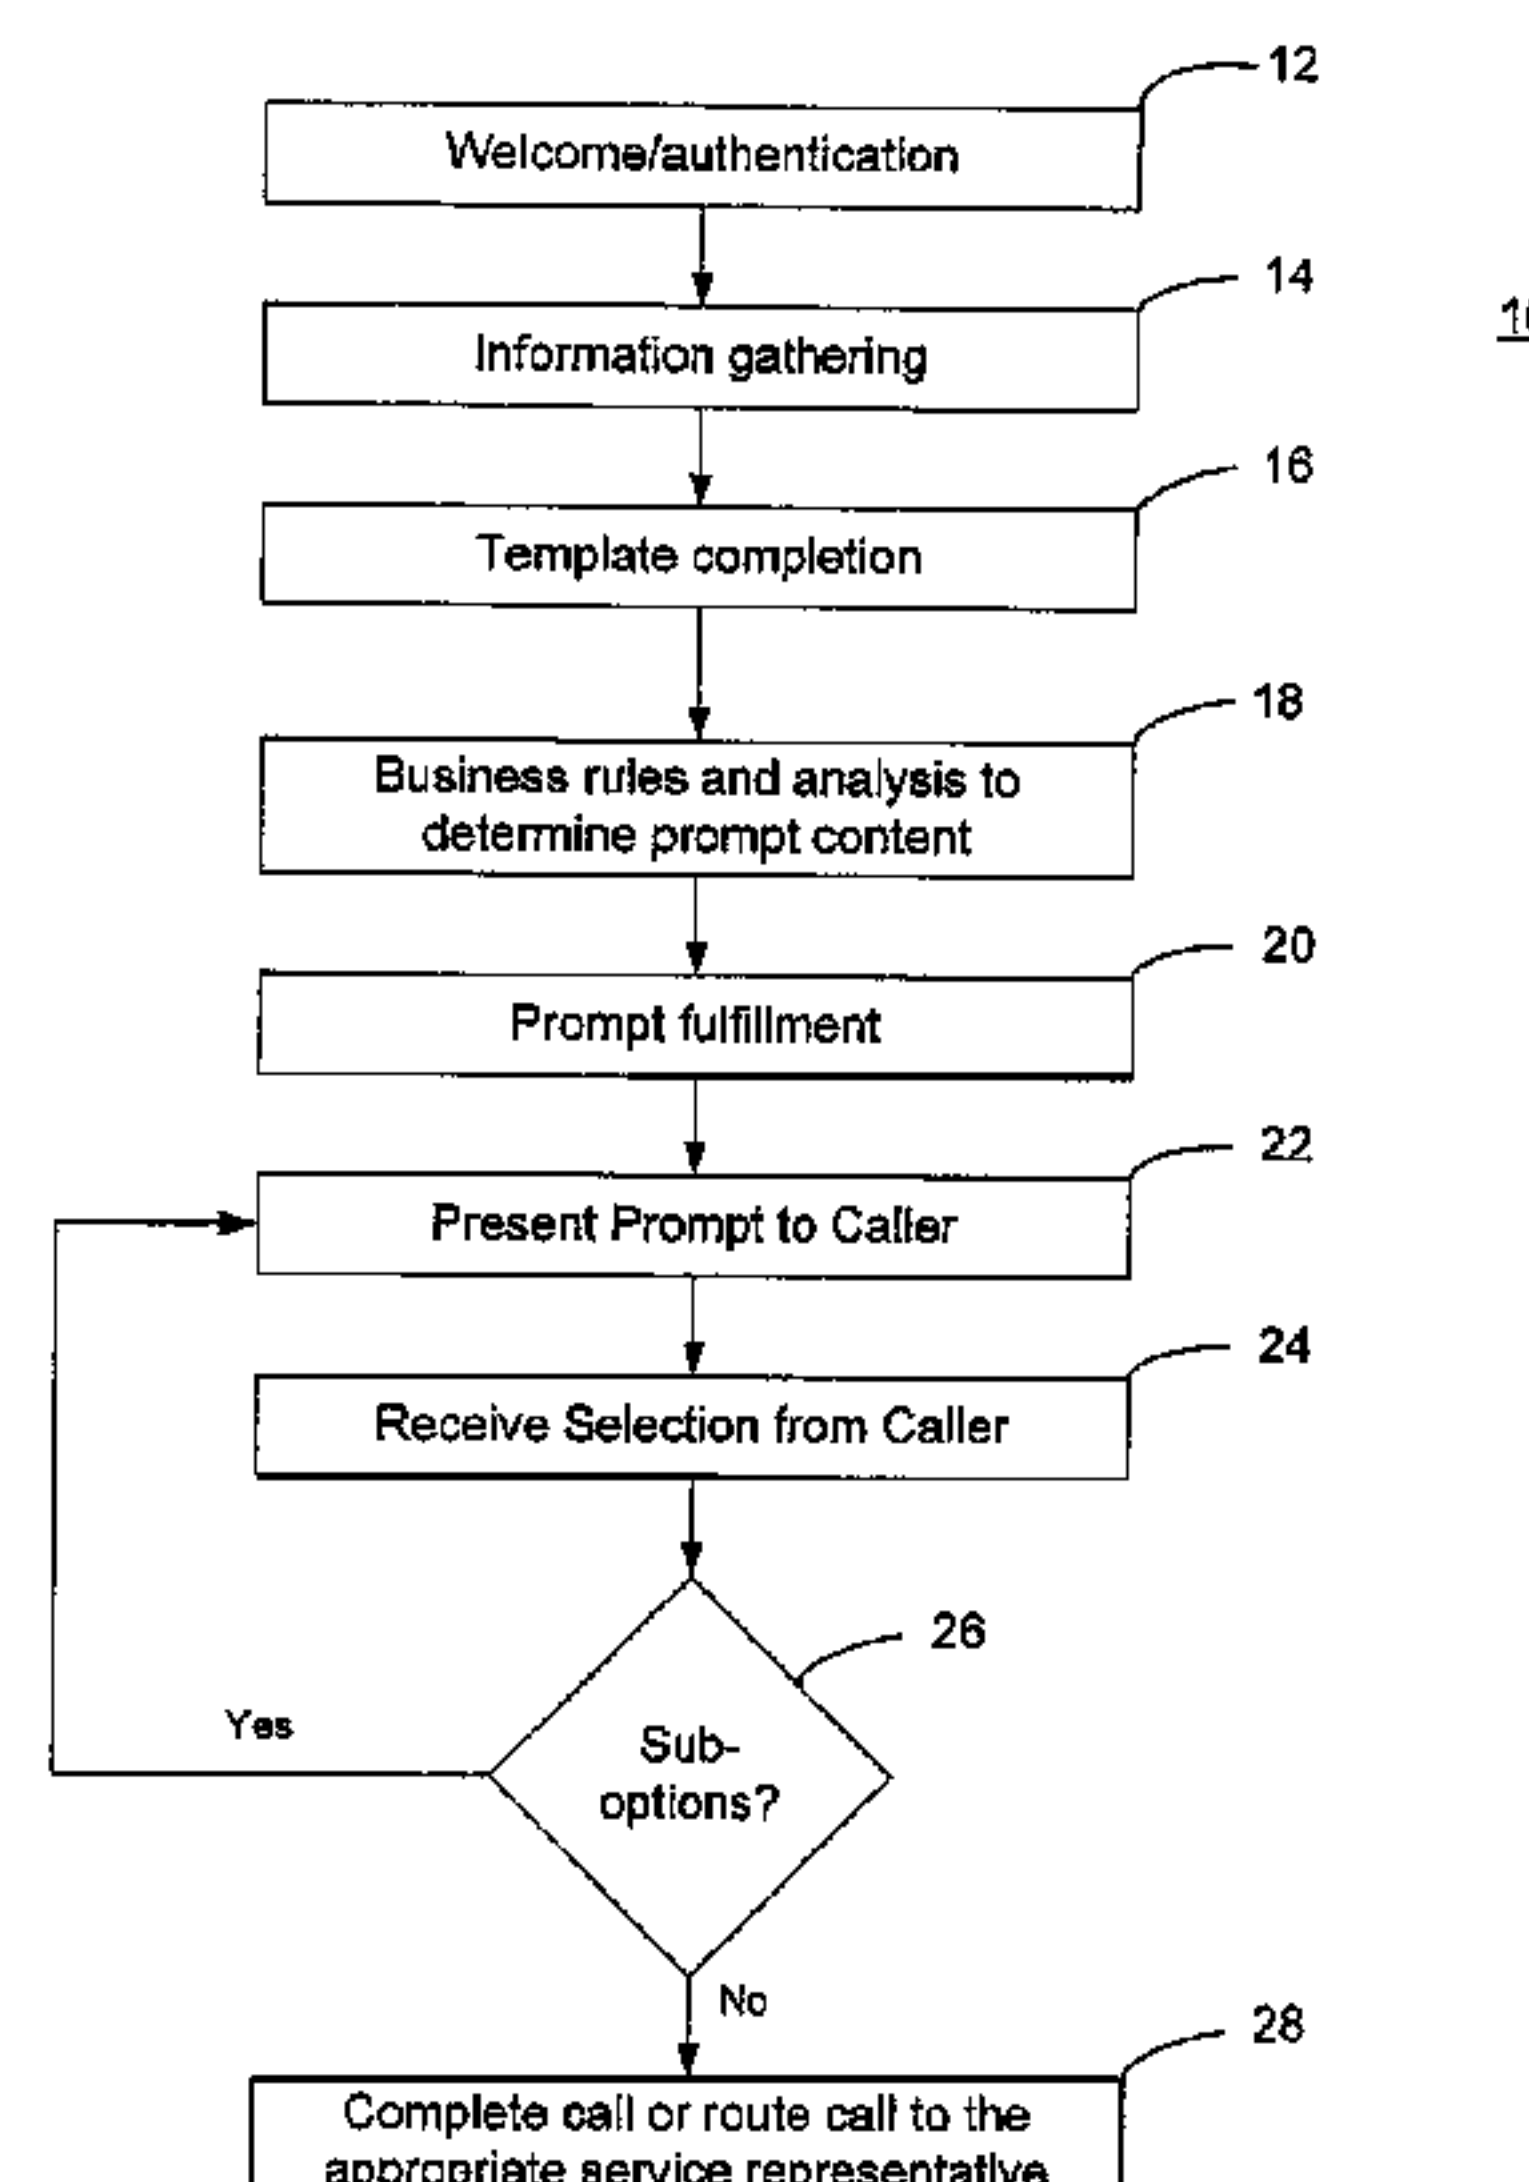 12
Welcome/authentication
14
Information gathering
16
Template completion
18
Business rules and analysis to
determine prompt content
20
Prompt fulfillment
22
Present Prompt to Caller
24
Receive Selection from Caller
26
Sub-
options?
Yes
No
28
Complete call or route call to the
appropriate service representative